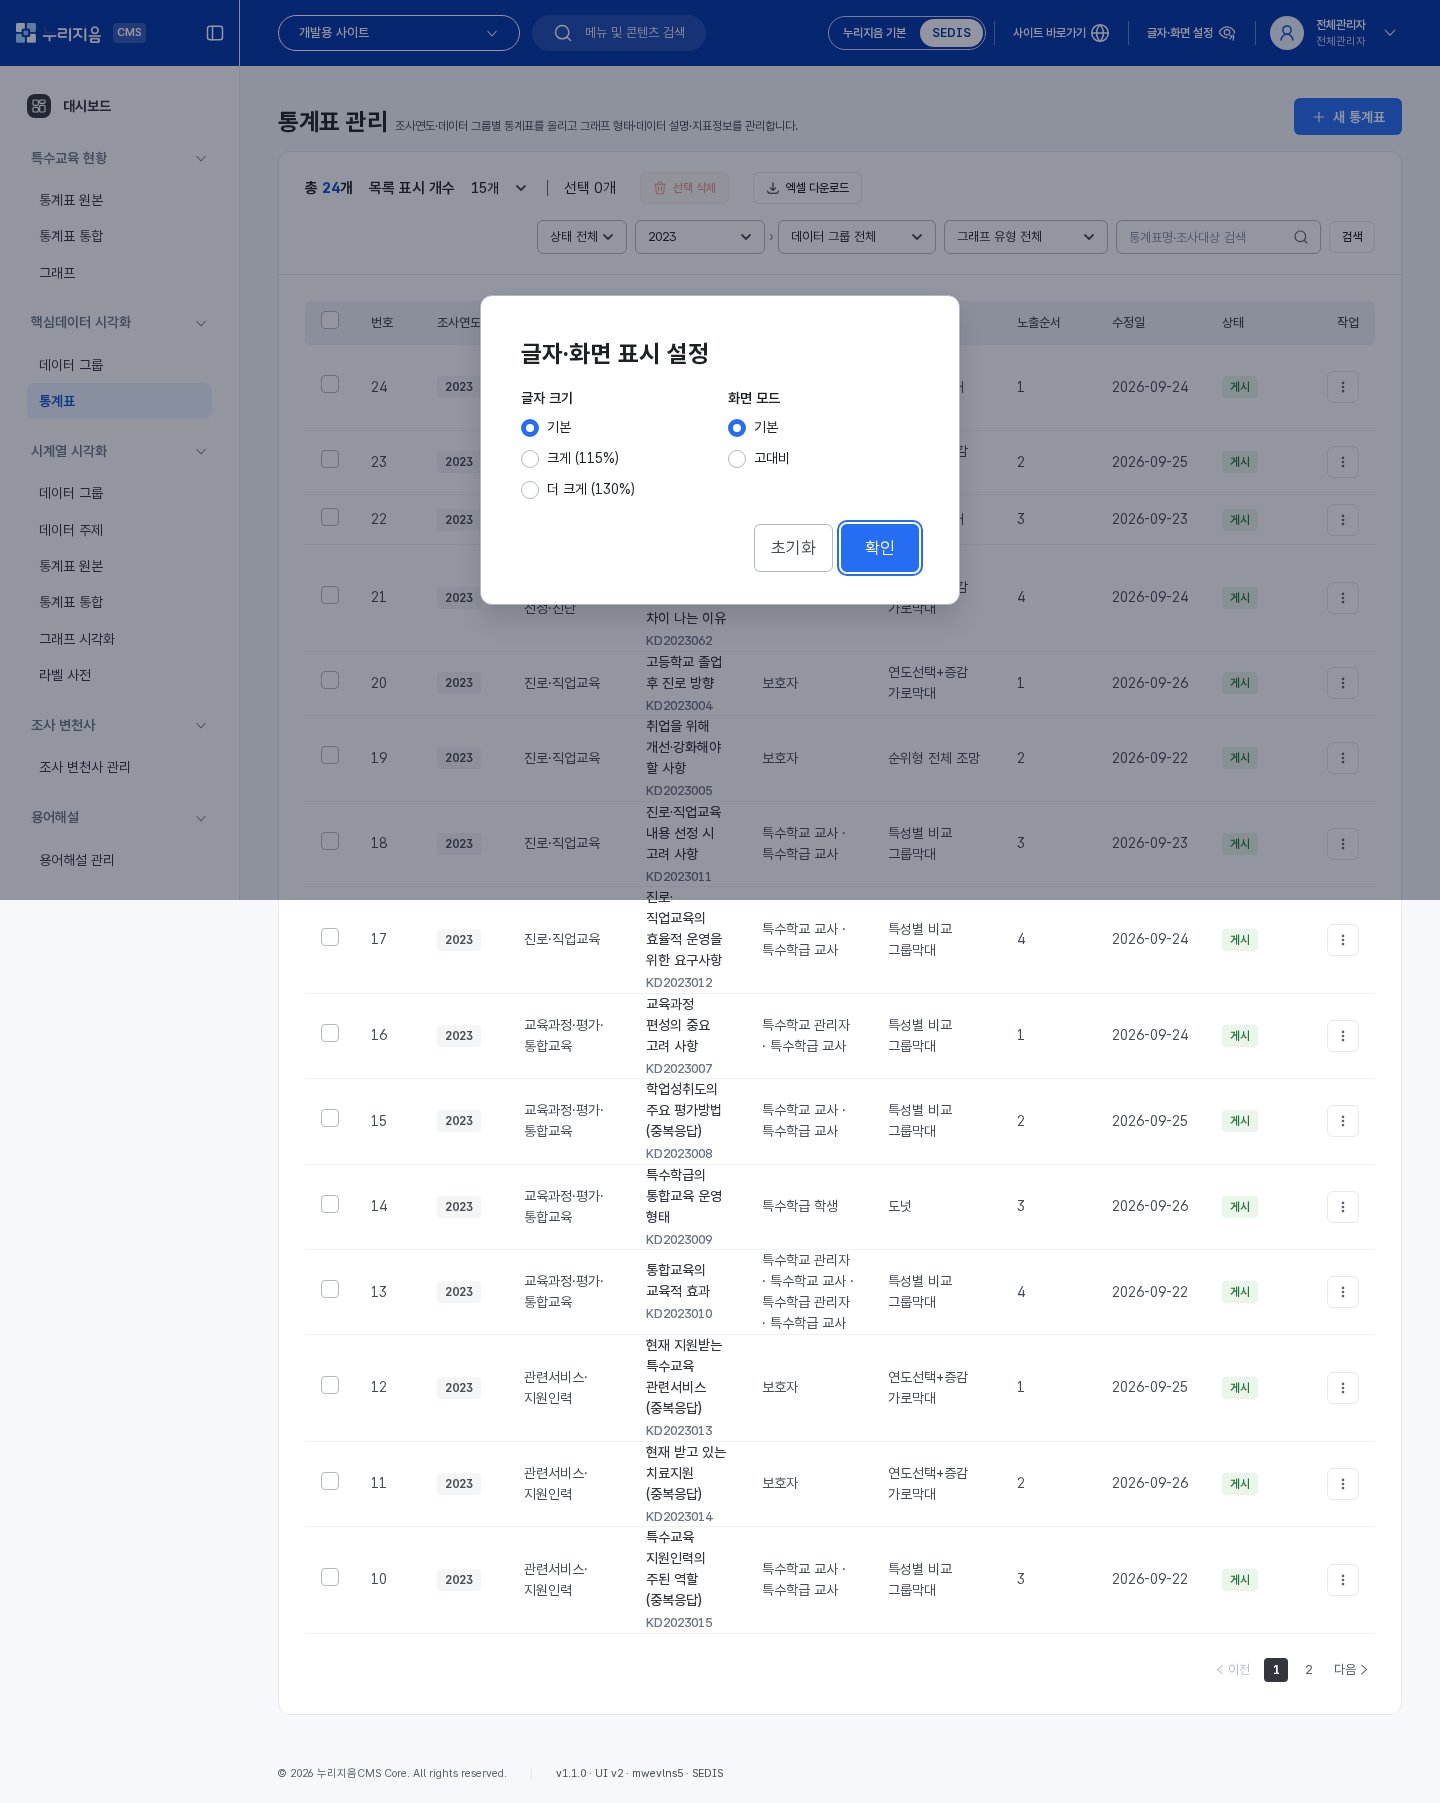 누리지음 CMS
개발용 사이트
메뉴 및 콘텐츠 검색
누리지음 기본 SEDIS
사이트 바로가기
글자·화면 설정
전체관리자
전체관리자
대시보드
특수교육 현황
통계표 원본
통계표 통합
그래프
핵심데이터 시각화
데이터 그룹
통계표
시계열 시각화
데이터 그룹
데이터 주제
통계표 원본
통계표 통합
그래프 시각화
라벨 사전
조사 변천사
조사 변천사 관리
용어해설
용어해설 관리
통계표 관리 조사연도·데이터 그룹별 통계표를 올리고 그래프 형태·데이터 설명·지표정보를 관리합니다.
새 통계표
총 24개 목록 표시 개수 15개 선택 0개 선택 삭제 엑셀 다운로드
상태 전체 2023 › 데이터 그룹 전체 그래프 유형 전체 통계표명·조사대상 검색 검색
번호 조사연도 노출순서 수정일 상태 작업
24 2023 1 2026-09-24 게시
23 2023 2 2026-09-25 게시
22 2023 3 2026-09-23 게시
글자·화면 표시 설정
글자 크기
기본
크게 (115%)
더 크게 (130%)
화면 모드
기본
고대비
초기화 확인
21 2023 선정·진단
차이 나는 이유
KD2023062
가로막대
4 2026-09-24 게시
20 2023 진로·직업교육
고등학교 졸업
후 진로 방향
KD2023004
보호자
연도선택+증감
가로막대
1 2026-09-26 게시
19 2023 진로·직업교육
취업을 위해
개선·강화해야
할 사항
KD2023005
보호자
순위형 전체 조망
2 2026-09-22 게시
18 2023 진로·직업교육
진로·직업교육
내용 선정 시
고려 사항
KD2023011
특수학교 교사 ·
특수학급 교사
특성별 비교
그룹막대
3 2026-09-23 게시
17 2023 진로·직업교육
진로·
직업교육의
효율적 운영을
위한 요구사항
KD2023012
특수학교 교사 ·
특수학급 교사
특성별 비교
그룹막대
4 2026-09-24 게시
16 2023
교육과정·평가·
통합교육
교육과정
편성의 중요
고려 사항
KD2023007
특수학교 관리자
· 특수학급 교사
특성별 비교
그룹막대
1 2026-09-24 게시
15 2023
교육과정·평가·
통합교육
학업성취도의
주요 평가방법
(중복응답)
KD2023008
특수학교 교사 ·
특수학급 교사
특성별 비교
그룹막대
2 2026-09-25 게시
14 2023
교육과정·평가·
통합교육
특수학급의
통합교육 운영
형태
KD2023009
특수학급 학생
도넛
3 2026-09-26 게시
13 2023
교육과정·평가·
통합교육
통합교육의
교육적 효과
KD2023010
특수학교 관리자
· 특수학교 교사 ·
특수학급 관리자
· 특수학급 교사
특성별 비교
그룹막대
4 2026-09-22 게시
12 2023
관련서비스·
지원인력
현재 지원받는
특수교육
관련서비스
(중복응답)
KD2023013
보호자
연도선택+증감
가로막대
1 2026-09-25 게시
11 2023
관련서비스·
지원인력
현재 받고 있는
치료지원
(중복응답)
KD2023014
보호자
연도선택+증감
가로막대
2 2026-09-26 게시
10 2023
관련서비스·
지원인력
특수교육
지원인력의
주된 역할
(중복응답)
KD2023015
특수학교 교사 ·
특수학급 교사
특성별 비교
그룹막대
3 2026-09-22 게시
이전 1 2 다음
© 2026 누리지음CMS Core. All rights reserved. v1.1.0 · UI v2 · mwevlns5 · SEDIS